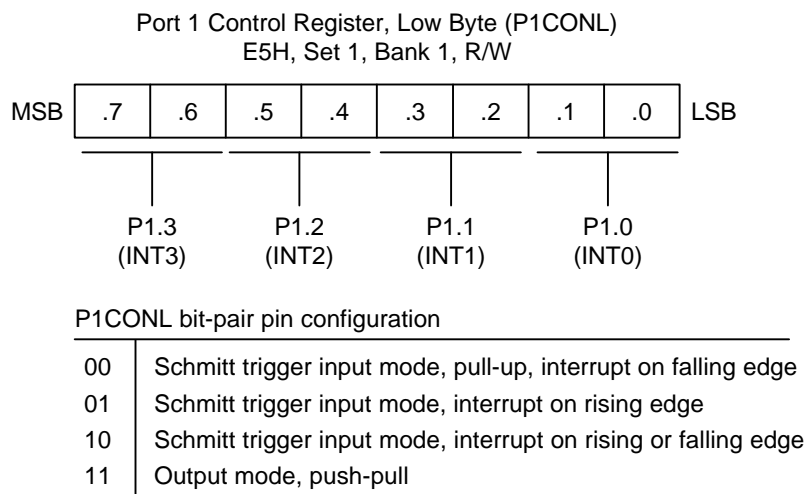 Port 1 Control Register, Low Byte (P1CONL)
E5H, Set 1, Bank 1, R/W
MSB .7 .6 .5 .4 .3 .2 .1 .0 LSB
P1.3 P1.2 P1.1 P1.0
(INT3) (INT2) (INT1) (INT0)
P1CONL bit-pair pin configuration
00 Schmitt trigger input mode, pull-up, interrupt on falling edge
01 Schmitt trigger input mode, interrupt on rising edge
10 Schmitt trigger input mode, interrupt on rising or falling edge
11 Output mode, push-pull